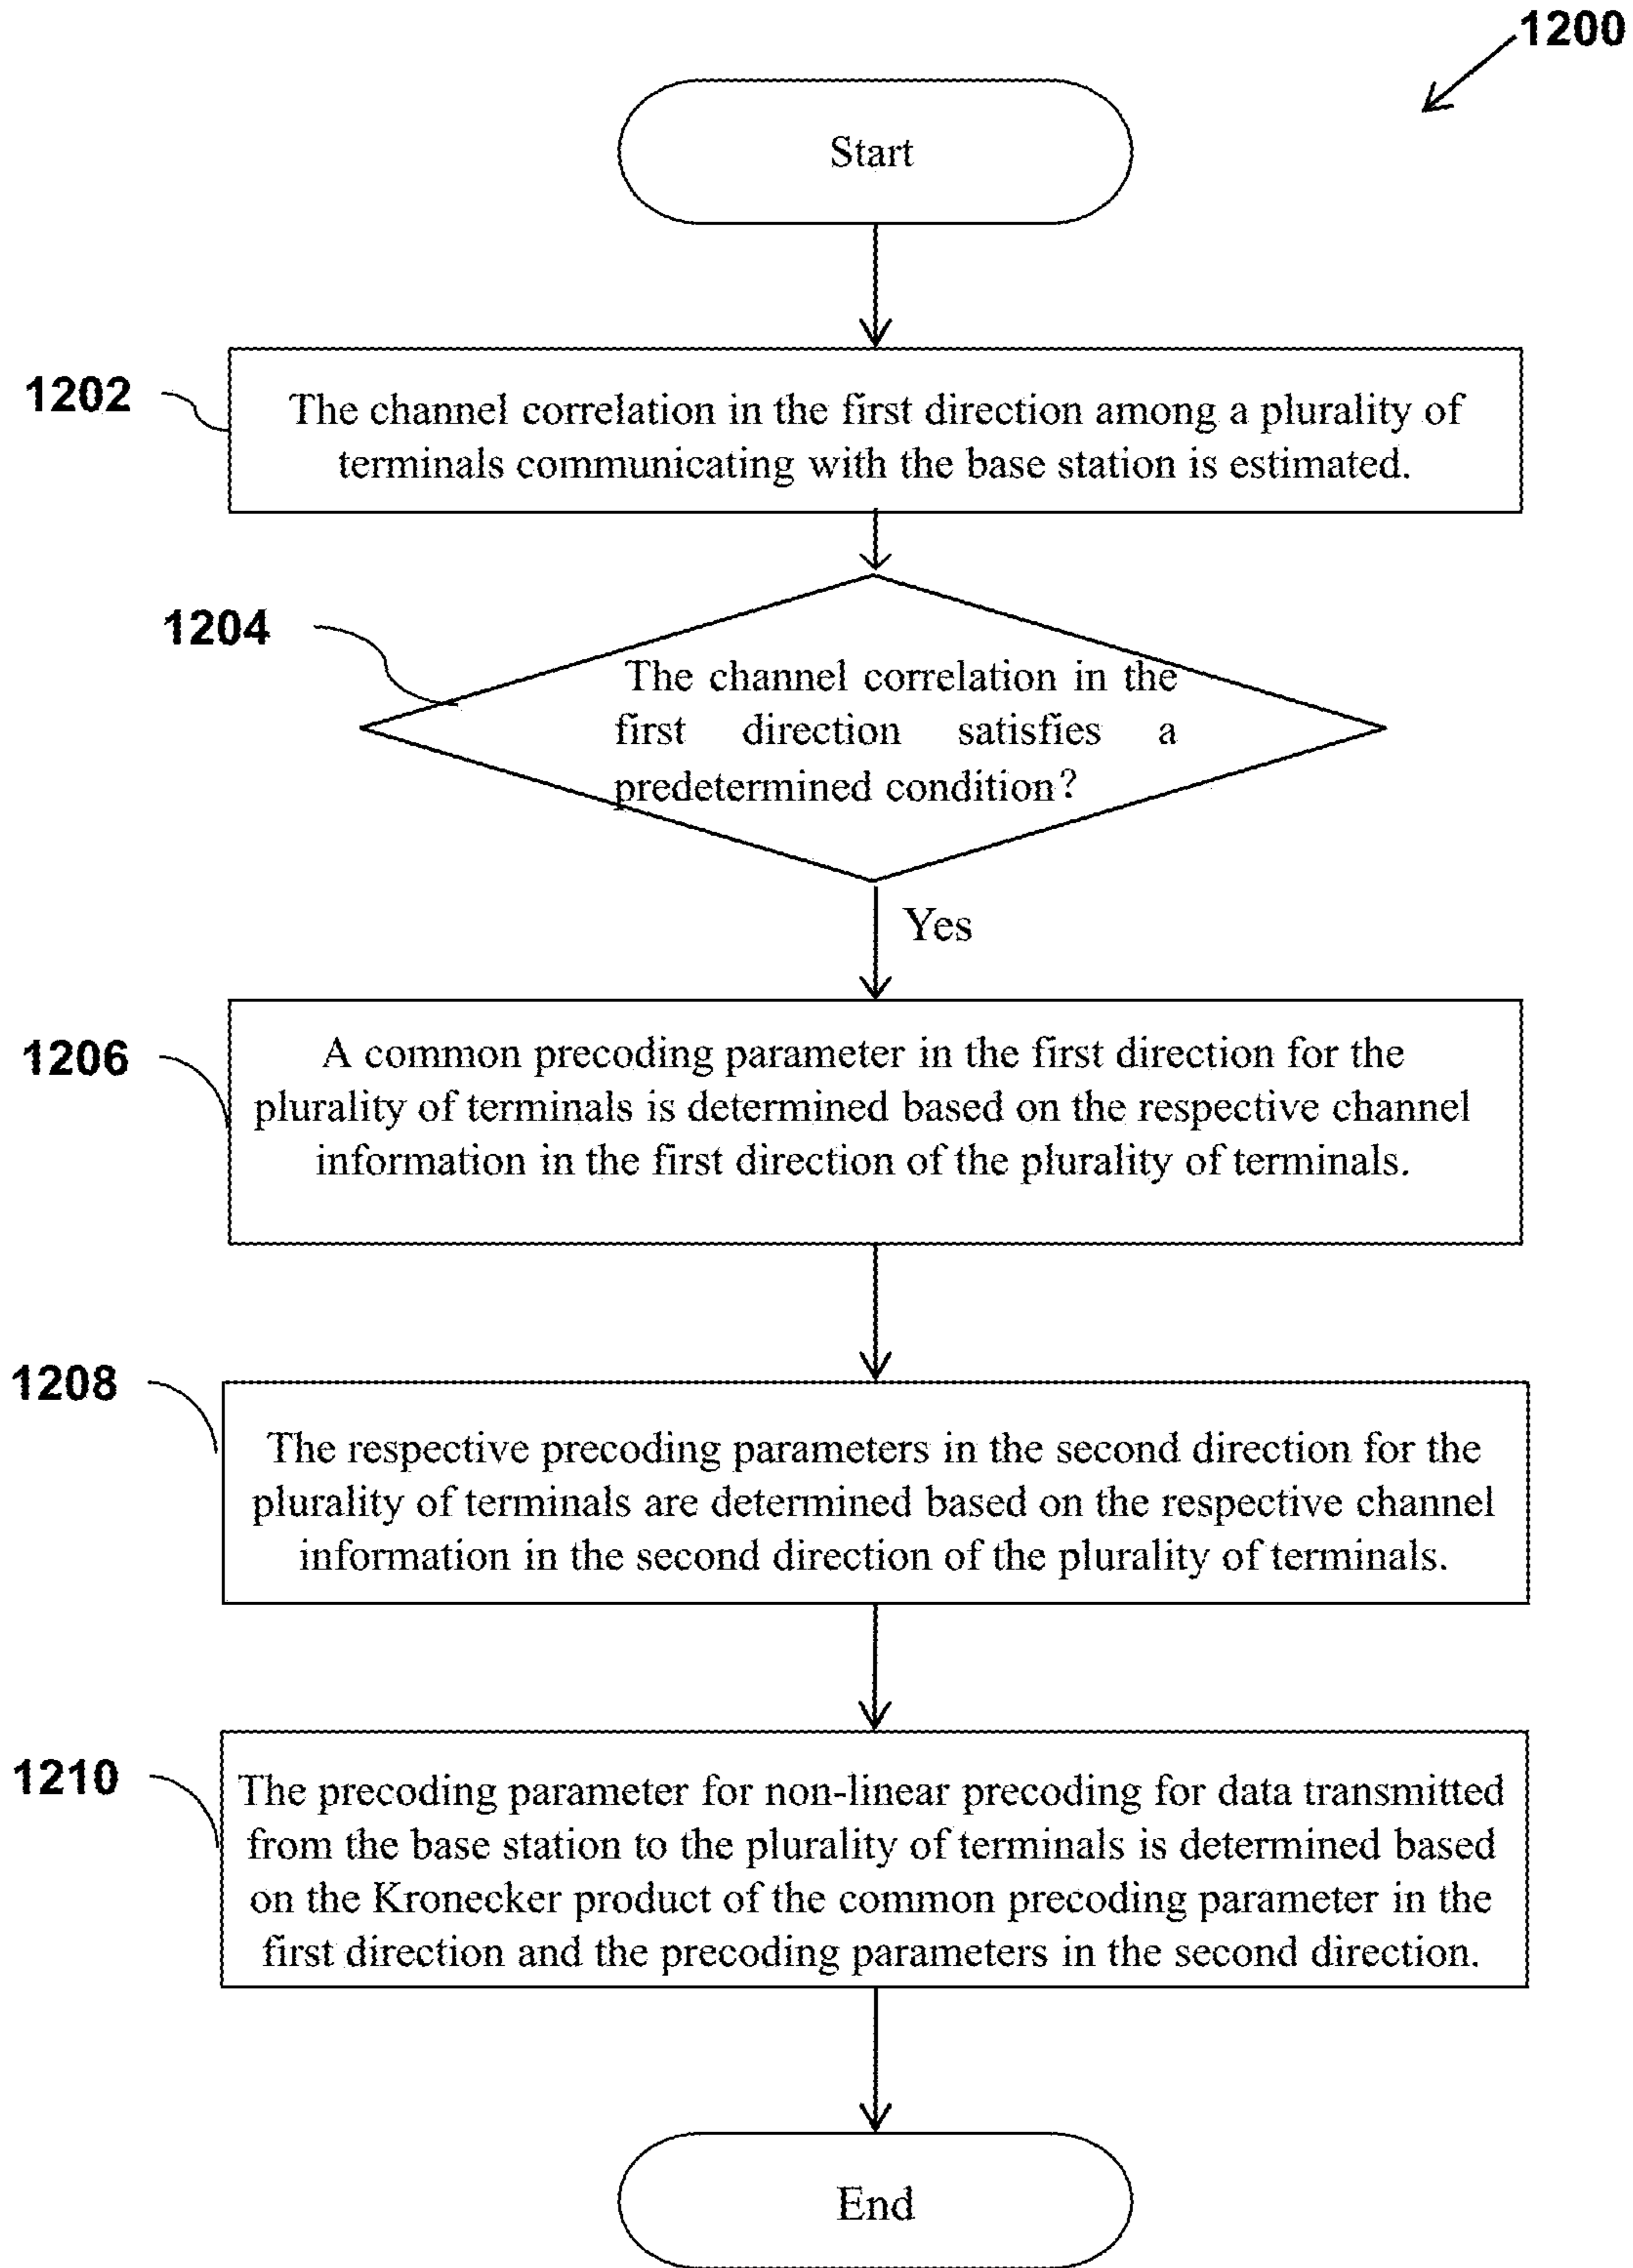 1200
Start
1202
The channel correlation in the first direction among a plurality of
terminals communicating with the base station is estimated.
1204
The channel correlation in the
first direction satisfies a
predetermined condition?
Yes
1206
A common precoding parameter in the first direction for the
plurality of terminals is determined based on the respective channel
information in the first direction of the plurality of terminals.
1208
The respective precoding parameters in the second direction for the
plurality of terminals are determined based on the respective channel
information in the second direction of the plurality of terminals.
1210
The precoding parameter for non-linear precoding for data transmitted
from the base station to the plurality of terminals is determined based
on the Kronecker product of the common precoding parameter in the
first direction and the precoding parameters in the second direction.
End